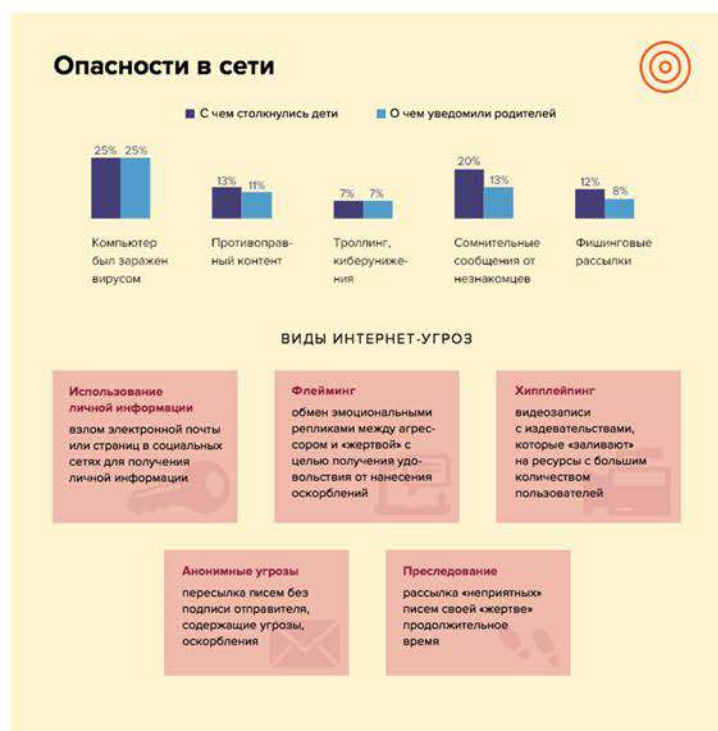 Опасности в сети
С чем столкнулись дети
О чем уведомили родителей
25% 25%
13% 11%
7% 7%
20% 13%
12% 8%
Компьютер
был заражен
вирусом
Противоправ-
ный контент
Троллинг,
киберуниже-
ния
Сомнительные
сообщения от
незнакомцев
Фишинговые
рассылки
ВИДЫ ИНТЕРНЕТ-УГРОЗ
Использование
личной информации
взлом электронной почты
или страниц в социальных
сетях для получения
личной информации
Флейминг
обмен эмоциональными
репликами между агрес-
сором и «жертвой» с
целью получения удо-
вольствия от нанесения
оскорблений
Хипплейпинг
видеозаписи
с издевательствами,
которые «заливают»
на ресурсы с большим
количеством
пользователей
Анонимные угрозы
пересылка писем без
подписи отправителя,
содержащие угрозы,
оскорбления
Преследование
рассылка «неприятных»
писем своей «жертве»
продолжительное
время